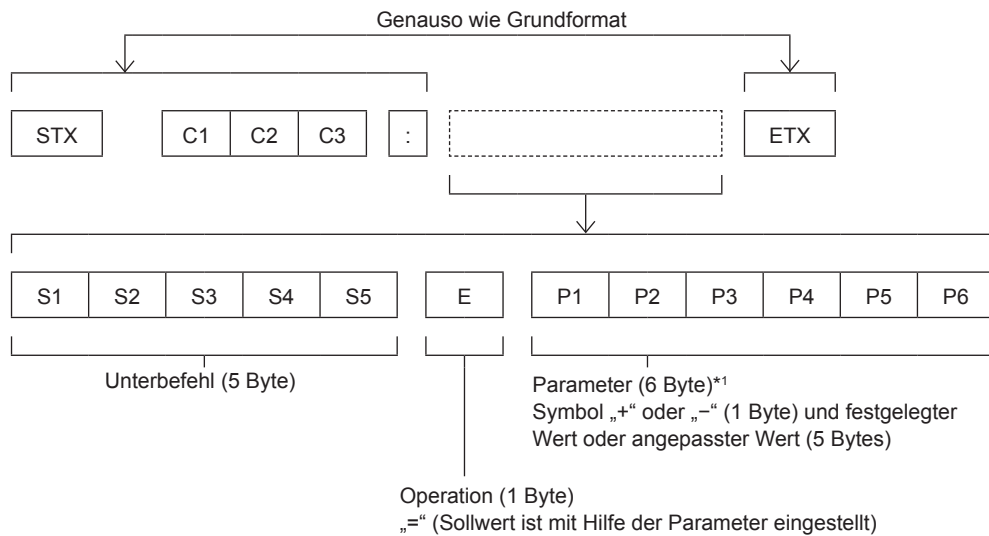 Genauso wie Grundformat
STX C1 C2 C3 : ETX
S1 S2 S3 S4 S5 E P1 P2 P3 P4 P5 P6
Unterbefehl (5 Byte)
Parameter (6 Byte)*1
Symbol „+“ oder „−“ (1 Byte) und festgelegter
Wert oder angepasster Wert (5 Bytes)
Operation (1 Byte)
„=“ (Sollwert ist mit Hilfe der Parameter eingestellt)